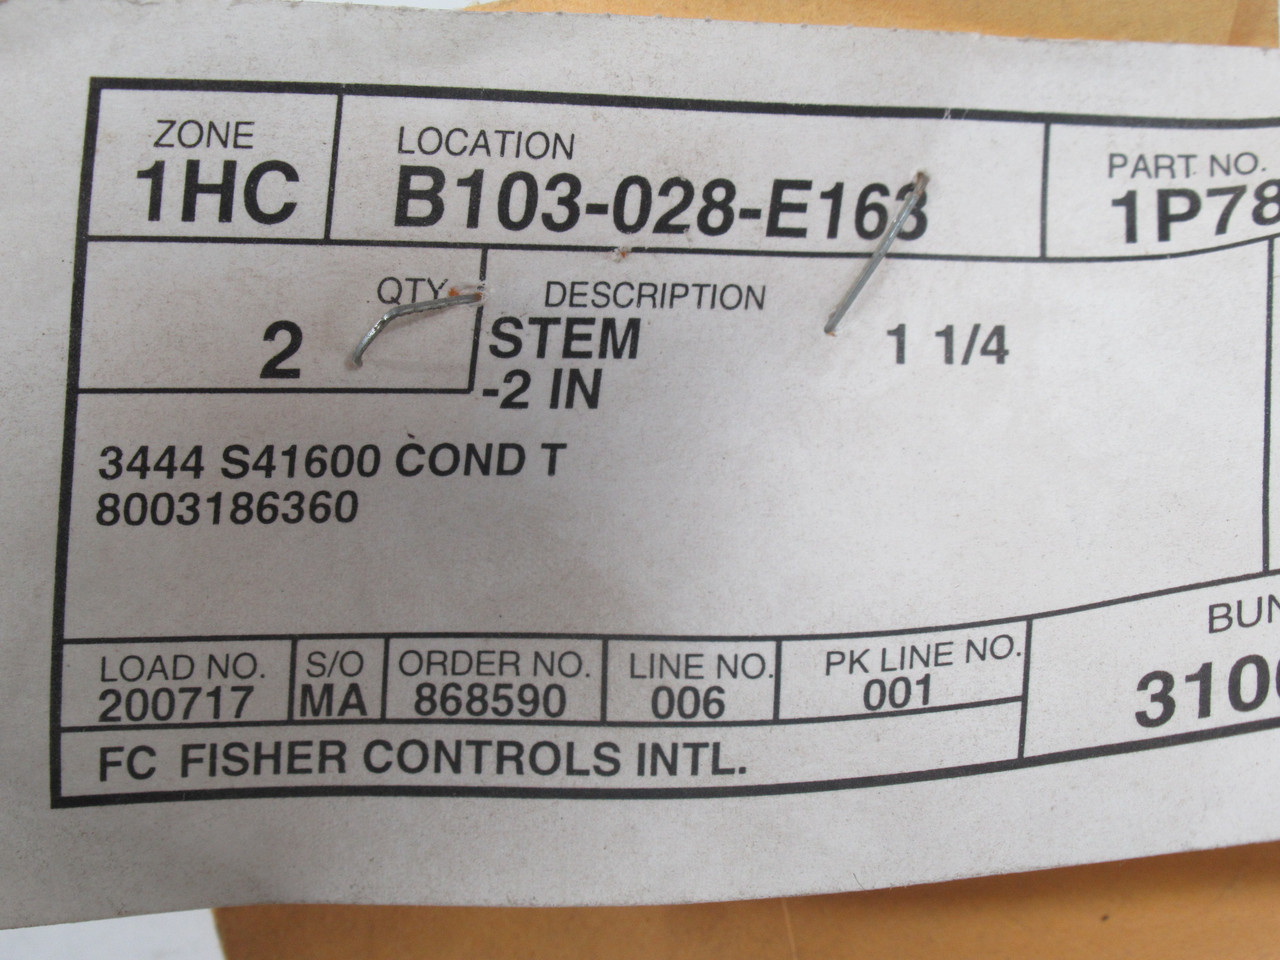 ZONE LOCATION PART NO.
1HC B103-028-E163 1P78
QTY DESCRIPTION
2 STEM 1 1/4
-2 IN
3444 S41600 COND T
8003186360
LOAD NO. S/O ORDER NO. LINE NO. PK LINE NO. BUN
200717 MA 868590 006 001 310
FC FISHER CONTROLS INTL.